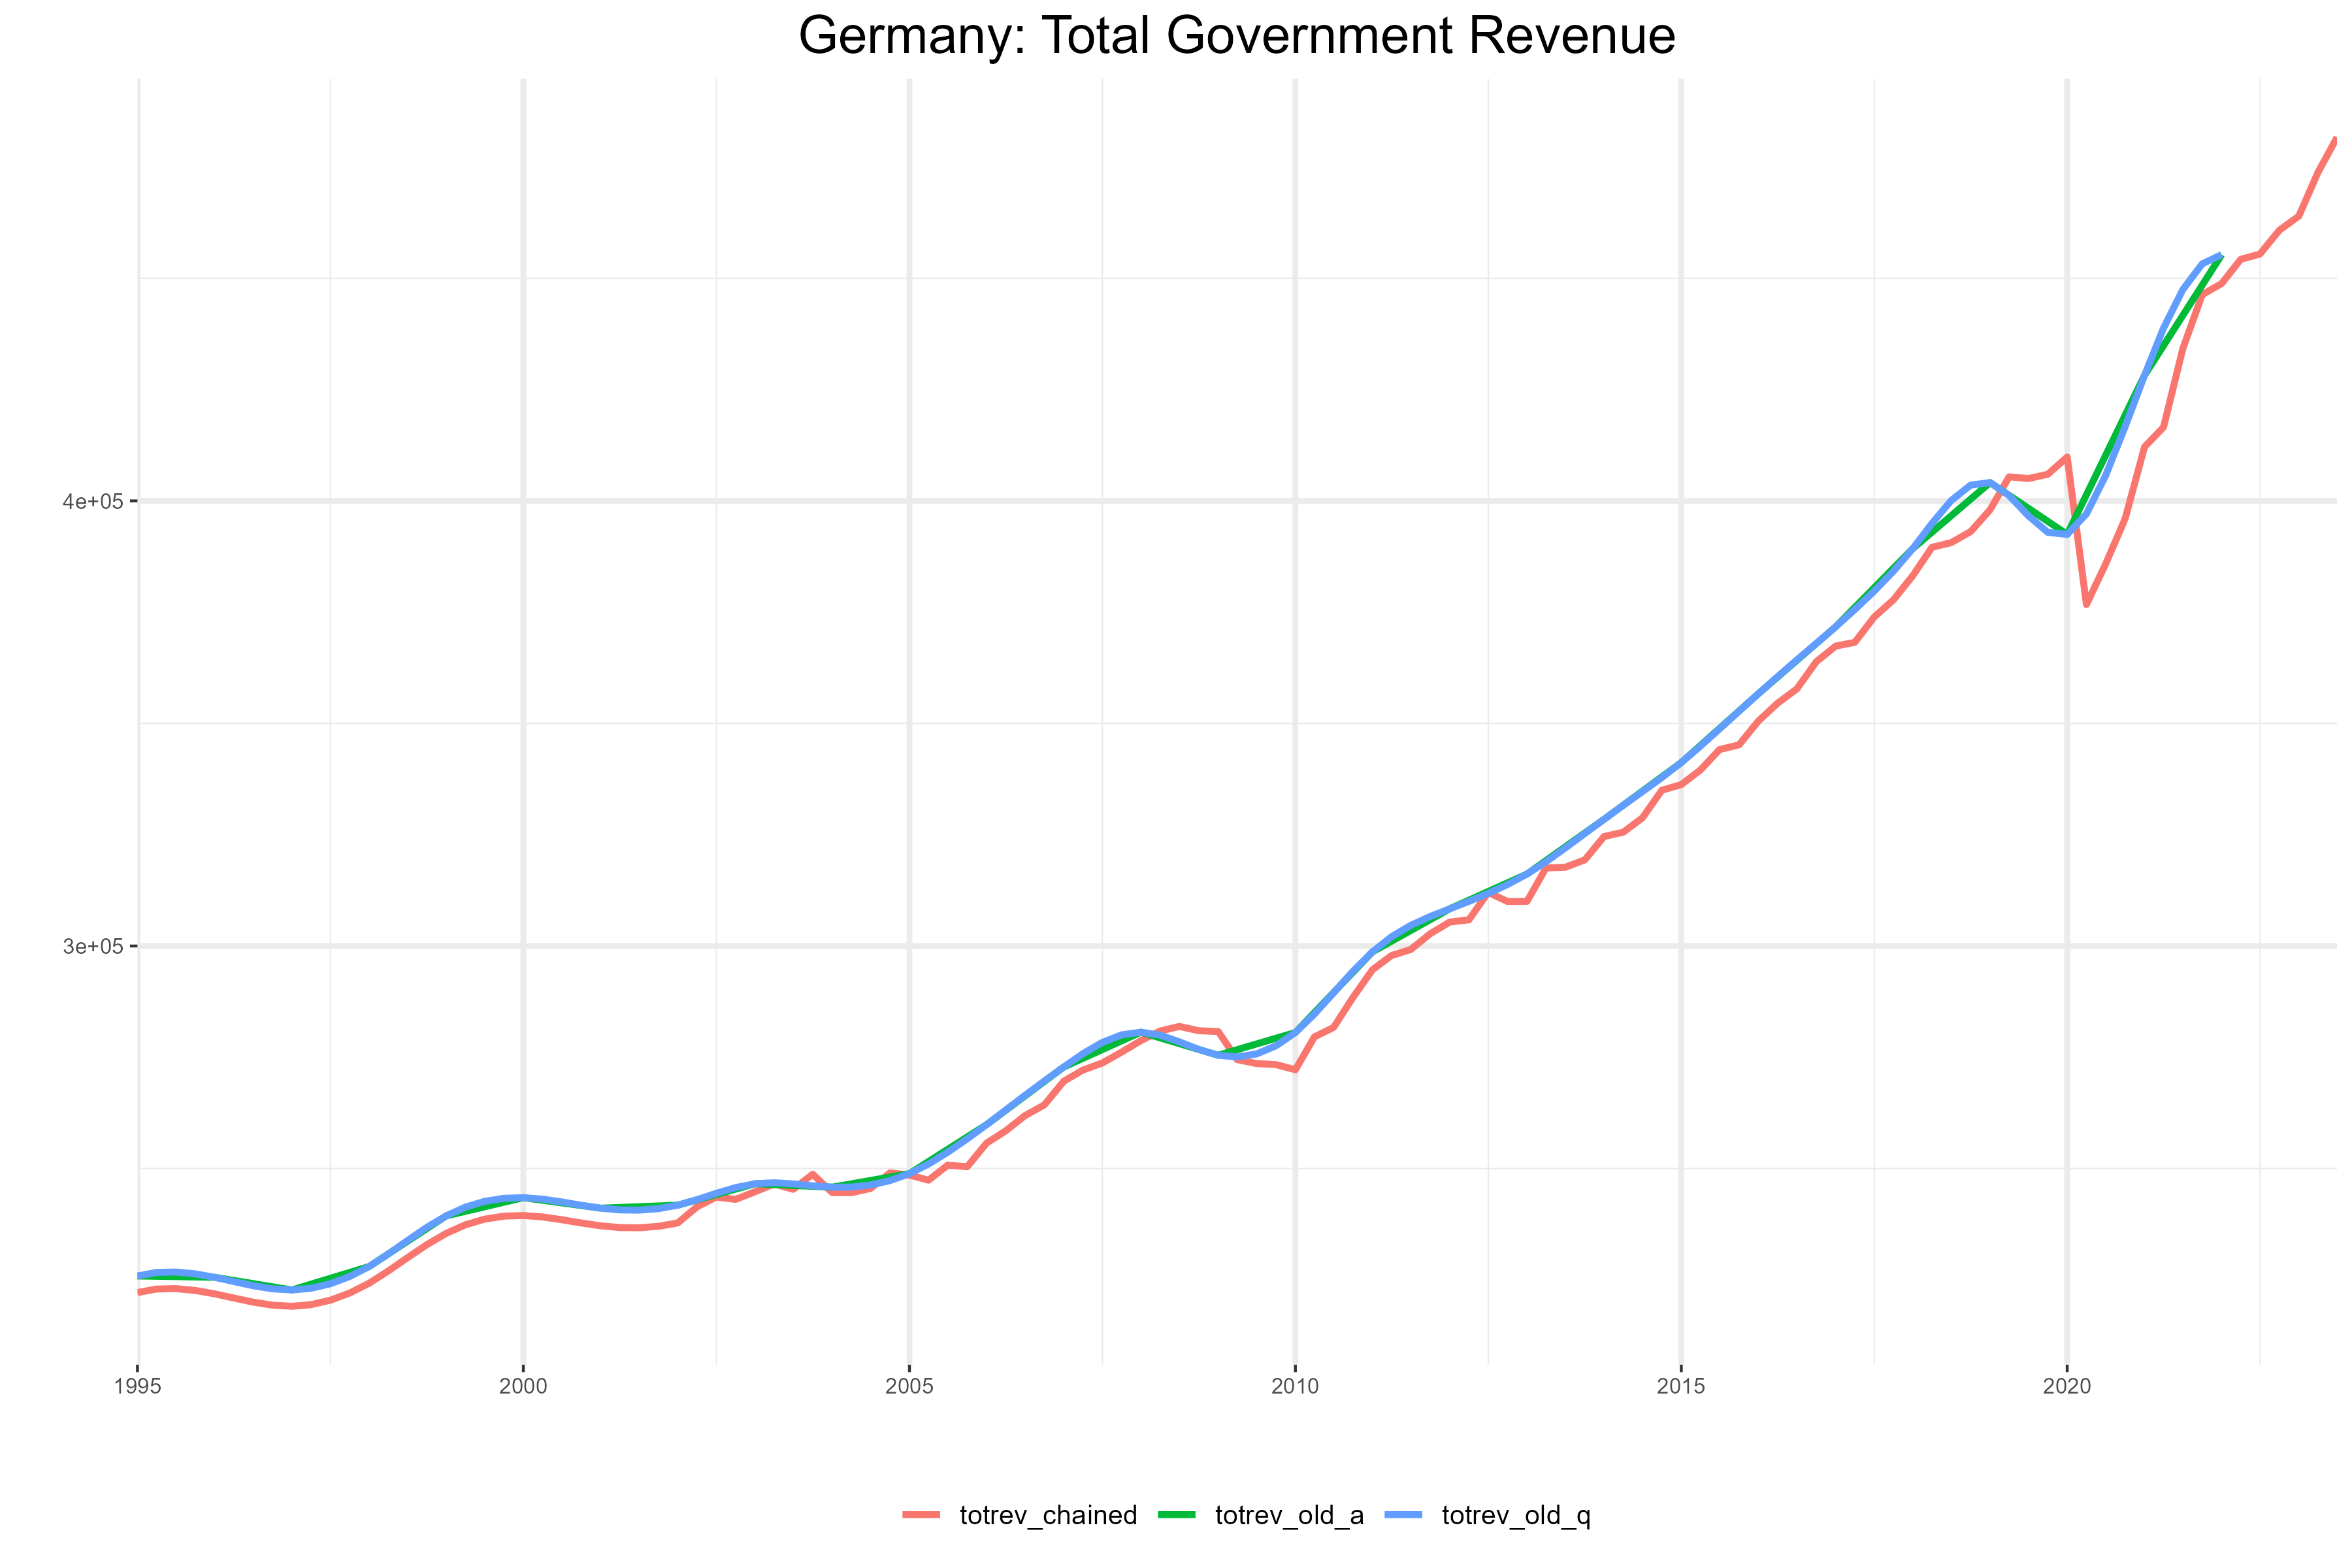 Germany: Total Government Revenue
4e+05
3e+05
1995 2000 2005 2010 2015 2020
totrev_chained totrev_old_a totrev_old_q